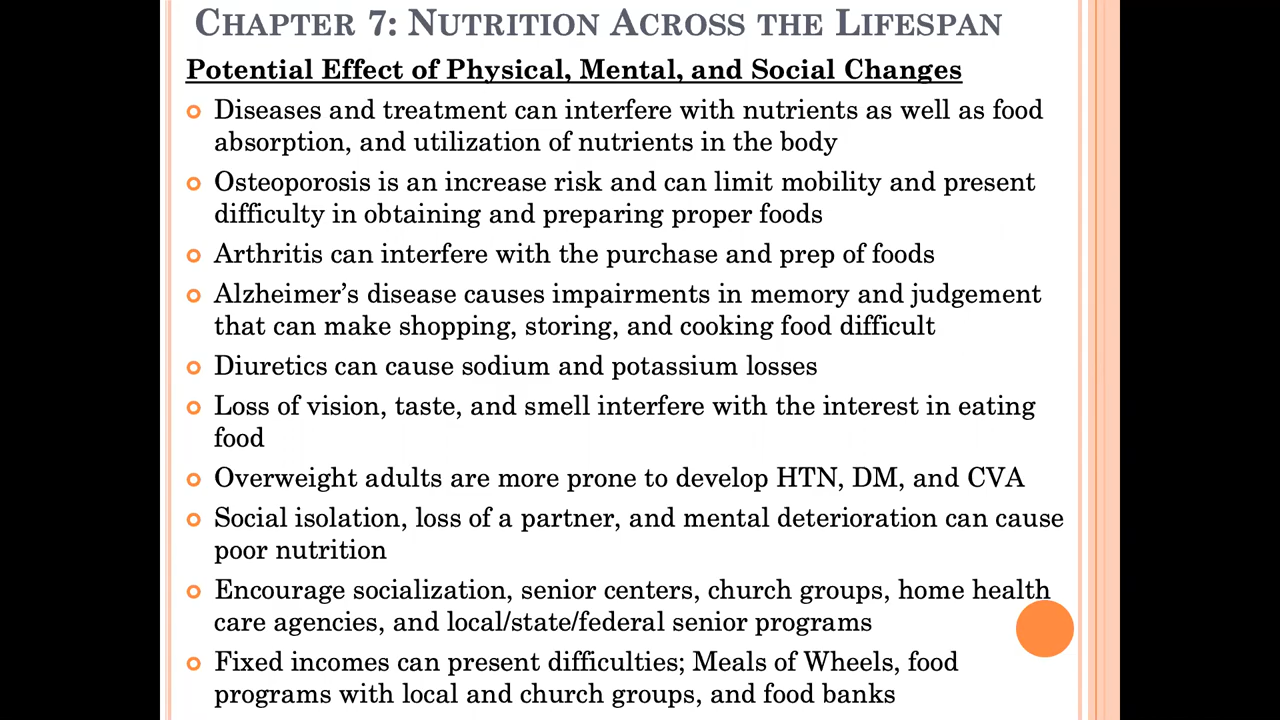 CHAPTER 7: NUTRITION ACROSS THE LIFESPAN
Potential Effect of Physical, Mental, and Social Changes
Diseases and treatment can interfere with nutrients as well as food
absorption, and utilization of nutrients in the body
Osteoporosis is an increase risk and can limit mobility and present
difficulty in obtaining and preparing proper foods
Arthritis can interfere with the purchase and prep of foods
Alzheimer’s disease causes impairments in memory and judgement
that can make shopping, storing, and cooking food difficult
Diuretics can cause sodium and potassium losses
Loss of vision, taste, and smell interfere with the interest in eating
food
Overweight adults are more prone to develop HTN, DM, and CVA
Social isolation, loss of a partner, and mental deterioration can cause
poor nutrition
Encourage socialization, senior centers, church groups, home health
care agencies, and local/state/federal senior programs
Fixed incomes can present difficulties; Meals of Wheels, food
programs with local and church groups, and food banks